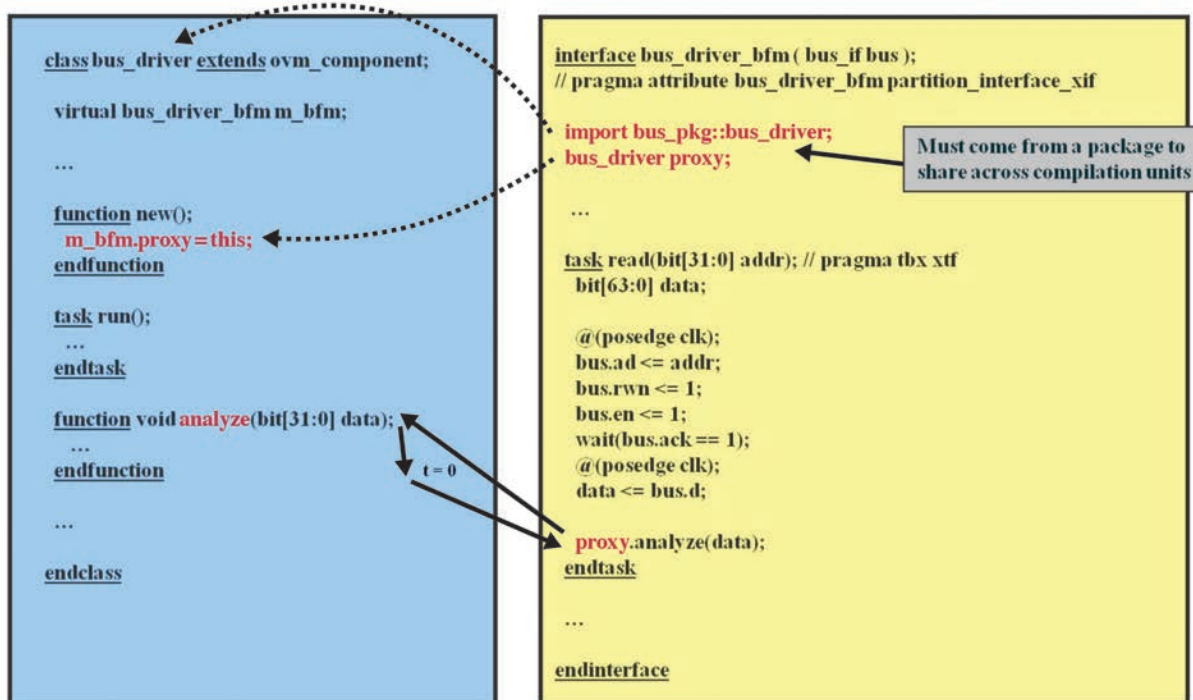 class bus_driver extends ovm_component;
virtual bus_driver_bfm m_bfm;
...
function new();
m_bfm.proxy=this;
endfunction
task run();
...
endtask
function void analyze(bit[31:0] data);
...
endfunction
t = 0
...
endclass
interface bus_driver_bfm ( bus_if bus );
// pragma attribute bus_driver_bfm partition_interface_xif
import bus_pkg::bus_driver;
bus_driver proxy;
Must come from a package to
share across compilation units
...
task read(bit[31:0] addr); // pragma tbx xtf
bit[63:0] data;
@(posedge clk);
bus.ad <= addr;
bus.rwn <= 1;
bus.en <= 1;
wait(bus.ack == 1);
@(posedge clk);
data <= bus.d;
proxy.analyze(data);
endtask
...
endinterface